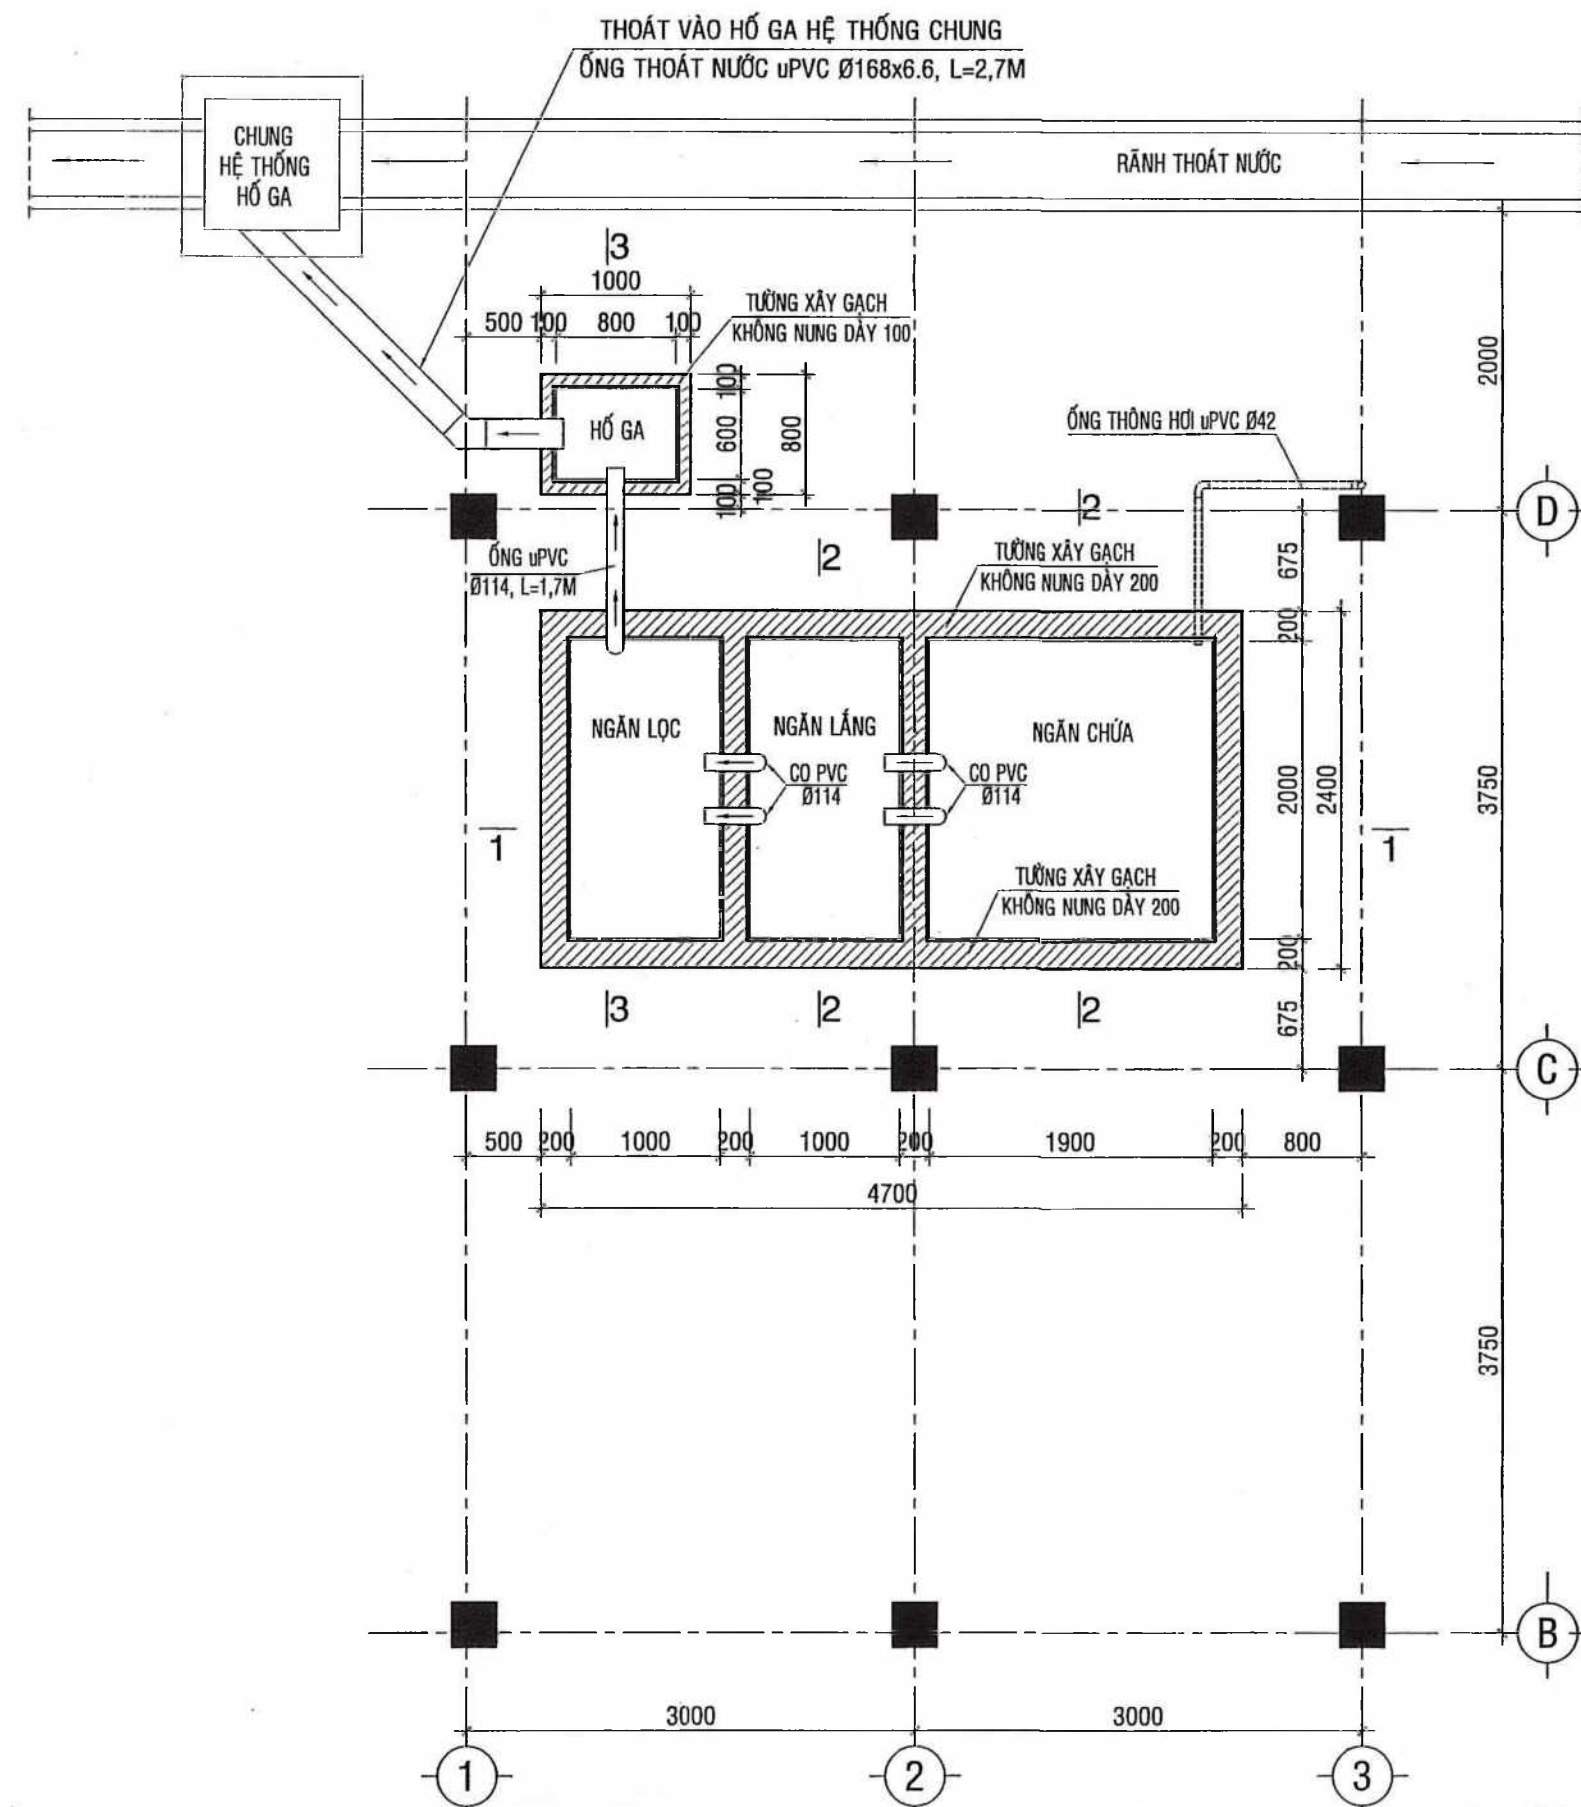 THOÁT VÀO HỐ GA HỆ THỐNG CHUNG
ỐNG THOÁT NƯỚC uPVC Ø168x6.6, L=2,7M
CHUNG
HỆ THỐNG
HỐ GA
RÃNH THOÁT NƯỚC
3
1000
500 100 800 100
TƯỜNG XÂY GẠCH
KHÔNG NUNG DÀY 100
2000
100
600
800
100
100
HỐ GA
ỐNG THÔNG HƠI uPVC Ø42
D
2
2
ỐNG uPVC
Ø114, L=1,7M
TƯỜNG XÂY GẠCH
KHÔNG NUNG DÀY 200
675
200
NGĂN LỌC
NGĂN LẮNG
NGĂN CHỨA
CO PVC
Ø114
CO PVC
Ø114
2000
2400
3750
1
1
TƯỜNG XÂY GẠCH
KHÔNG NUNG DÀY 200
200
675
3
2
2
C
500 200 1000 200 1000 200 1900 200 800
4700
3750
B
3000
3000
1
2
3